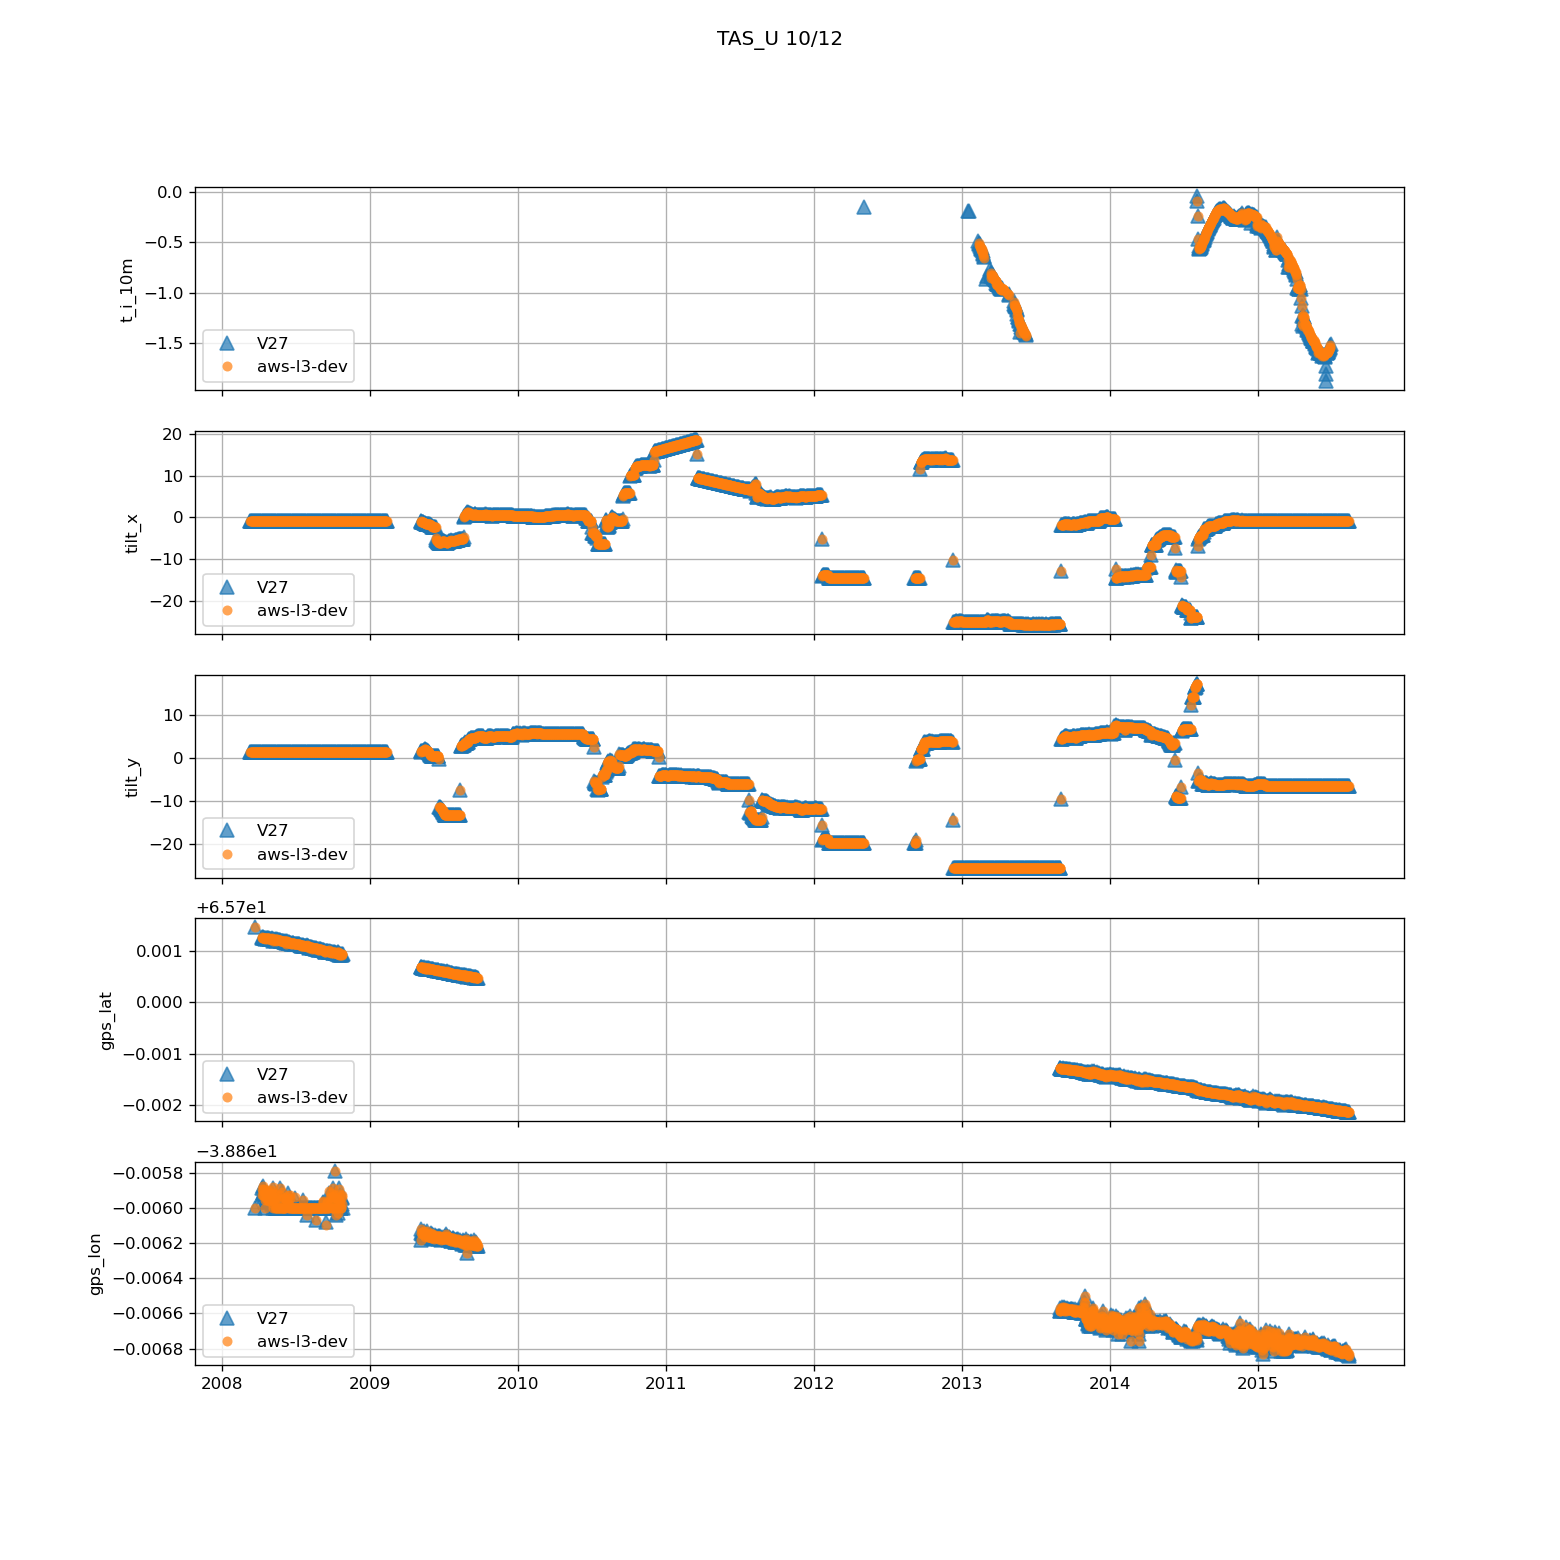 TAS_U 10/12
0.0
−0.5
−1.0
−1.5
t_i_10m
V27
aws-l3-dev
20
10
0
−10
−20
tilt_x
V27
aws-l3-dev
10
0
−10
−20
tilt_y
V27
aws-l3-dev
+6.57e1
0.001
0.000
−0.001
−0.002
gps_lat
V27
aws-l3-dev
−3.886e1
−0.0058
−0.0060
−0.0062
−0.0064
−0.0066
−0.0068
gps_lon
V27
aws-l3-dev
2008 2009 2010 2011 2012 2013 2014 2015